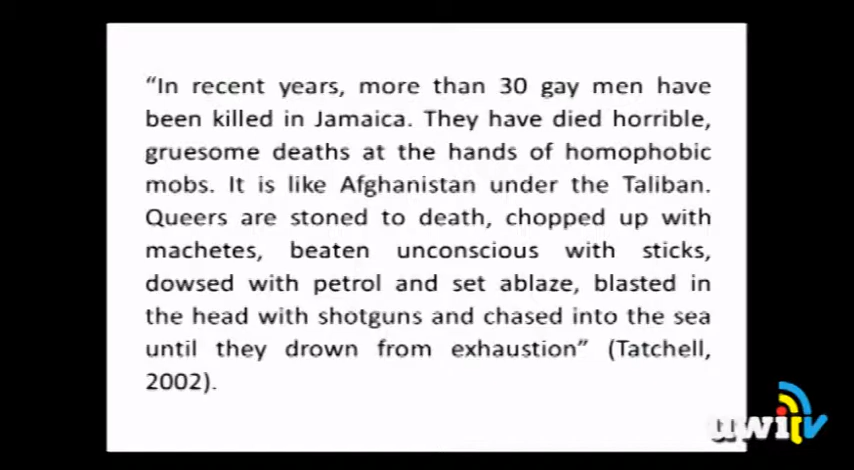 “In recent years, more than 30 gay men have
been killed in Jamaica. They have died horrible,
gruesome deaths at the hands of homophobic
mobs. It is like Afghanistan under the Taliban.
Queers are stoned to death, chopped up with
machetes, beaten unconscious with sticks,
dowsed with petrol and set ablaze, blasted in
the head with shotguns and chased into the sea
until they drown from exhaustion” (Tatchell,
2002).
uwitv